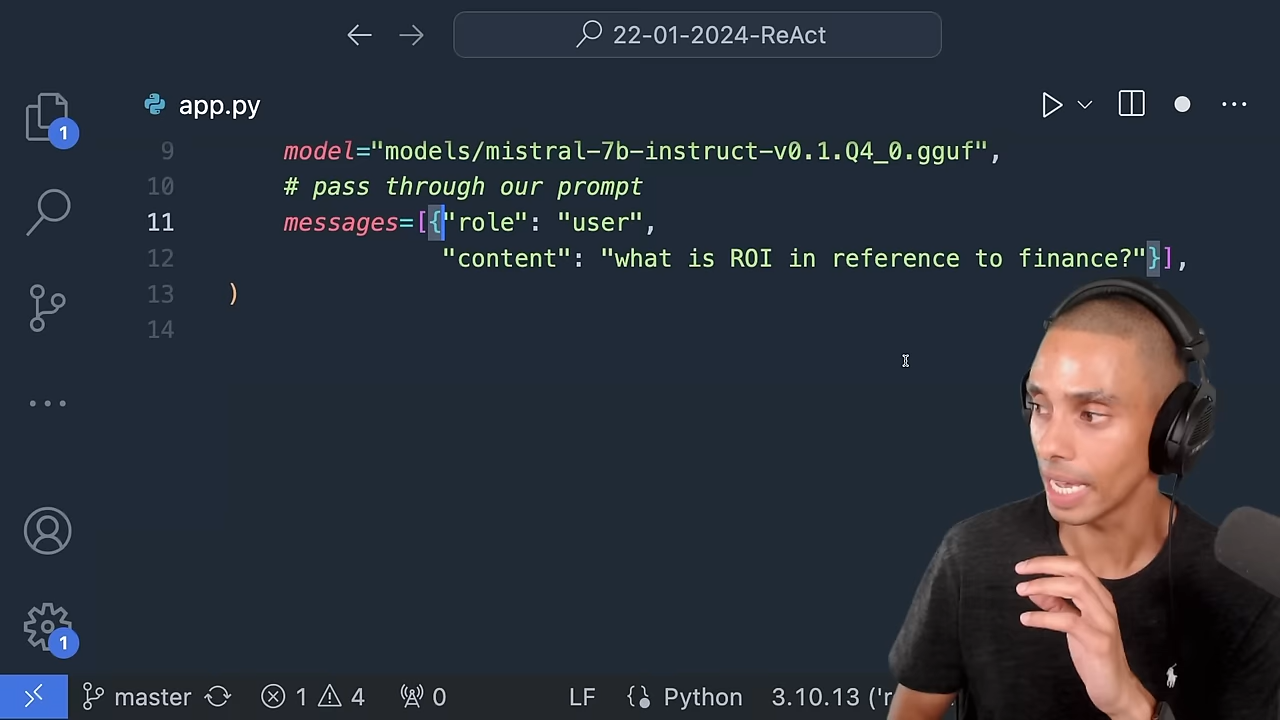 22-01-2024-ReAct
1
app.py
9 model="models/mistral-7b-instruct-v0.1.Q4_0.gguf",
10 # pass through our prompt
11 messages=[{"role": "user",
12 "content": "what is ROI in reference to finance?"}],
13 )
14
1
master 1 4 0 LF Python 3.10.13 ('r